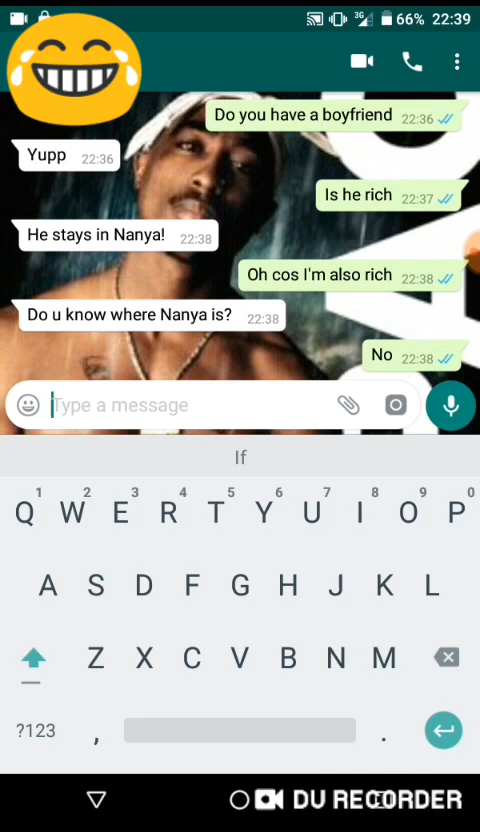 3G 66% 22:39
Do you have a boyfriend 22:36
Yupp 22:36
Is he rich 22:37
He stays in Nanya! 22:38
Oh cos I'm also rich 22:38
Do u know where Nanya is? 22:38
No 22:38
Type a message
If
1 2 3 4 5 6 7 8 9 0
Q W E R T Y U I O P
A S D F G H J K L
Z X C V B N M
?123 , .
DU RECORDER